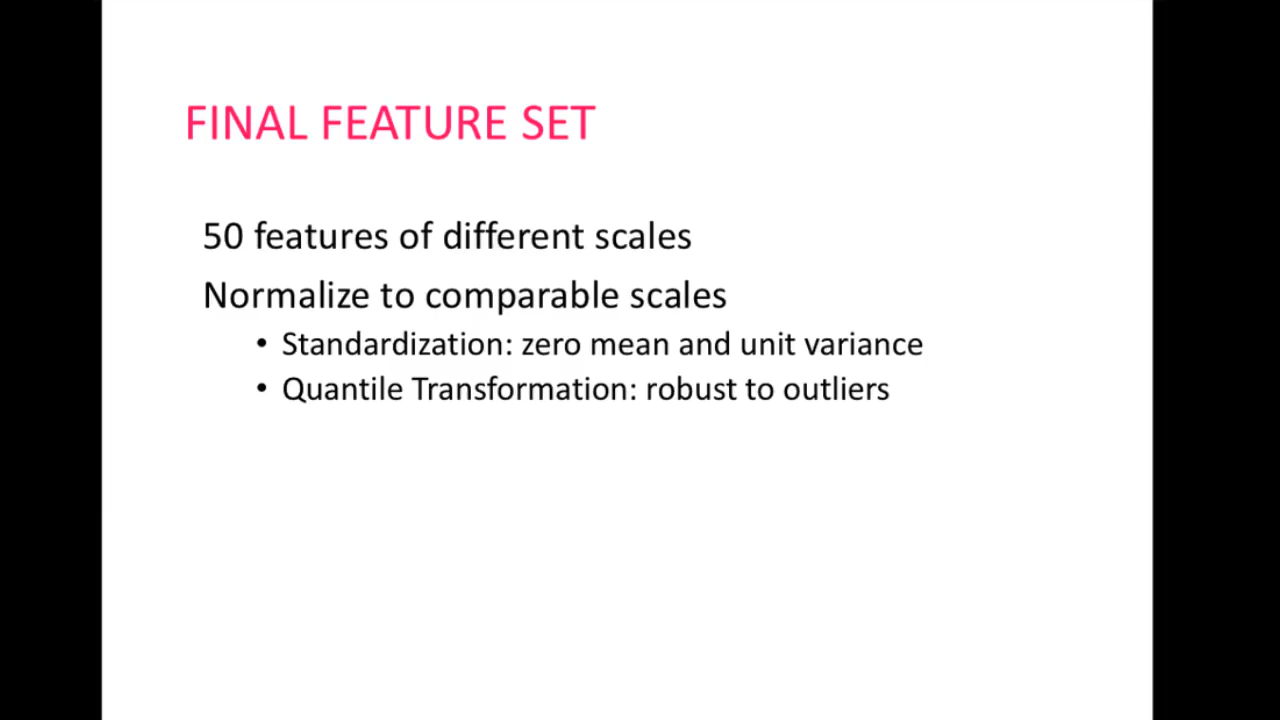 FINAL FEATURE SET
50 features of different scales
Normalize to comparable scales
• Standardization: zero mean and unit variance
• Quantile Transformation: robust to outliers